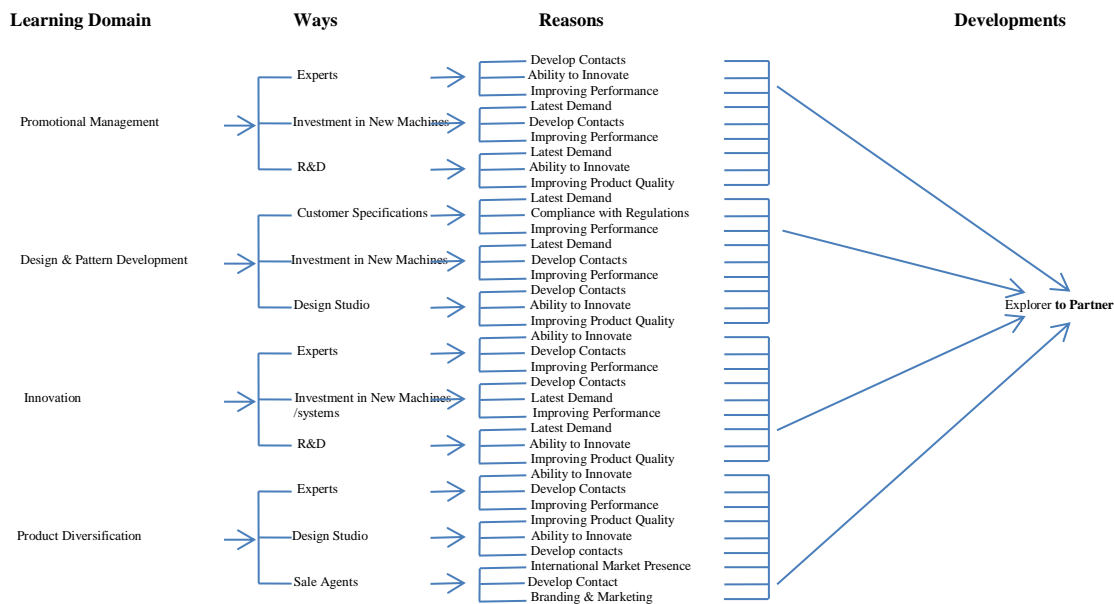 Learning Domain Ways Reasons Developments
Promotional Management
Experts
Develop Contacts
Ability to Innovate
Improving Performance
Investment in New Machines
Latest Demand
Develop Contacts
Improving Performance
R&D
Latest Demand
Ability to Innovate
Improving Product Quality
Design & Pattern Development
Customer Specifications
Latest Demand
Compliance with Regulations
Improving Performance
Investment in New Machines
Latest Demand
Develop Contacts
Improving Performance
Design Studio
Develop Contacts
Ability to Innovate
Improving Product Quality
Innovation
Experts
Ability to Innovate
Develop Contacts
Improving Performance
Investment in New Machines
/systems
Develop Contacts
Latest Demand
Improving Performance
R&D
Latest Demand
Ability to Innovate
Improving Product Quality
Product Diversification
Experts
Ability to Innovate
Develop Contacts
Improving Performance
Design Studio
Improving Product Quality
Ability to Innovate
Develop contacts
Sale Agents
International Market Presence
Develop Contact
Branding & Marketing
Explorer to Partner